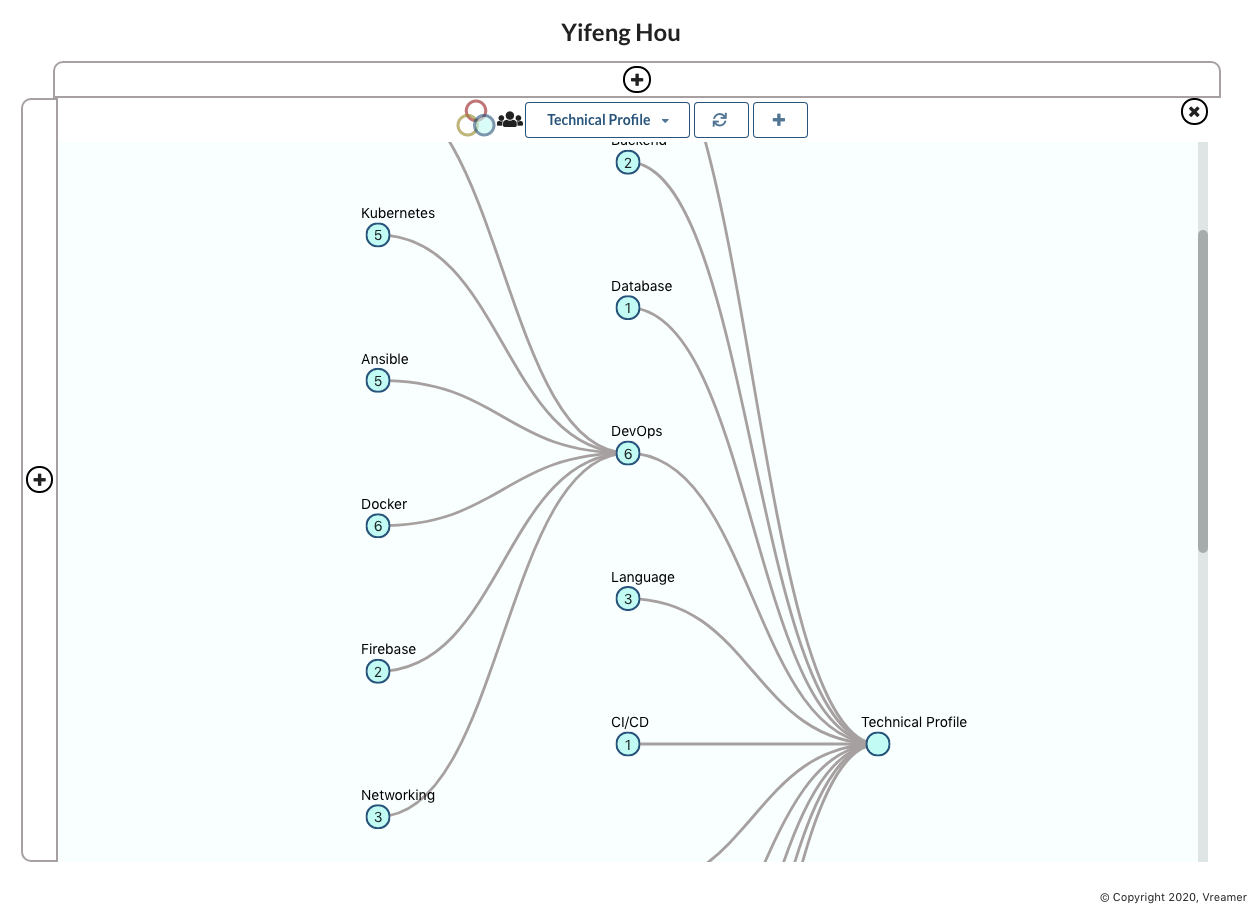 Yifeng Hou
Technical Profile
Backend
2
Kubernetes
5
Database
1
Ansible
5
DevOps
6
Docker
6
Language
3
Firebase
2
CI/CD
1
Technical Profile
Networking
3
© Copyright 2020, Vreamer